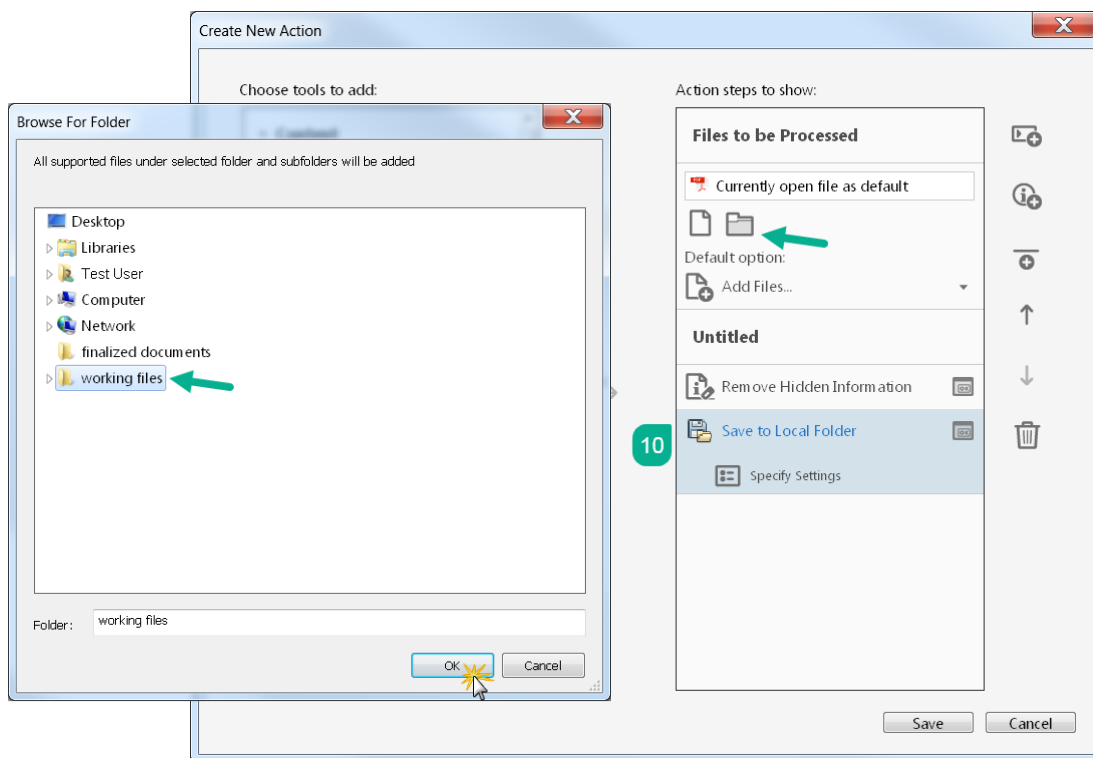 Create New Action
Choose tools to add:
Content
Browse For Folder
All supported files under selected folder and subfolders will be added
Desktop
Libraries
Test User
Computer
Network
finalized documents
working files
Folder: working files
OK Cancel
Action steps to show:
Files to be Processed
PDF
Currently open file as default
Default option:
Add Files...
Untitled
Remove Hidden Information
10
Save to Local Folder
Specify Settings
Save Cancel